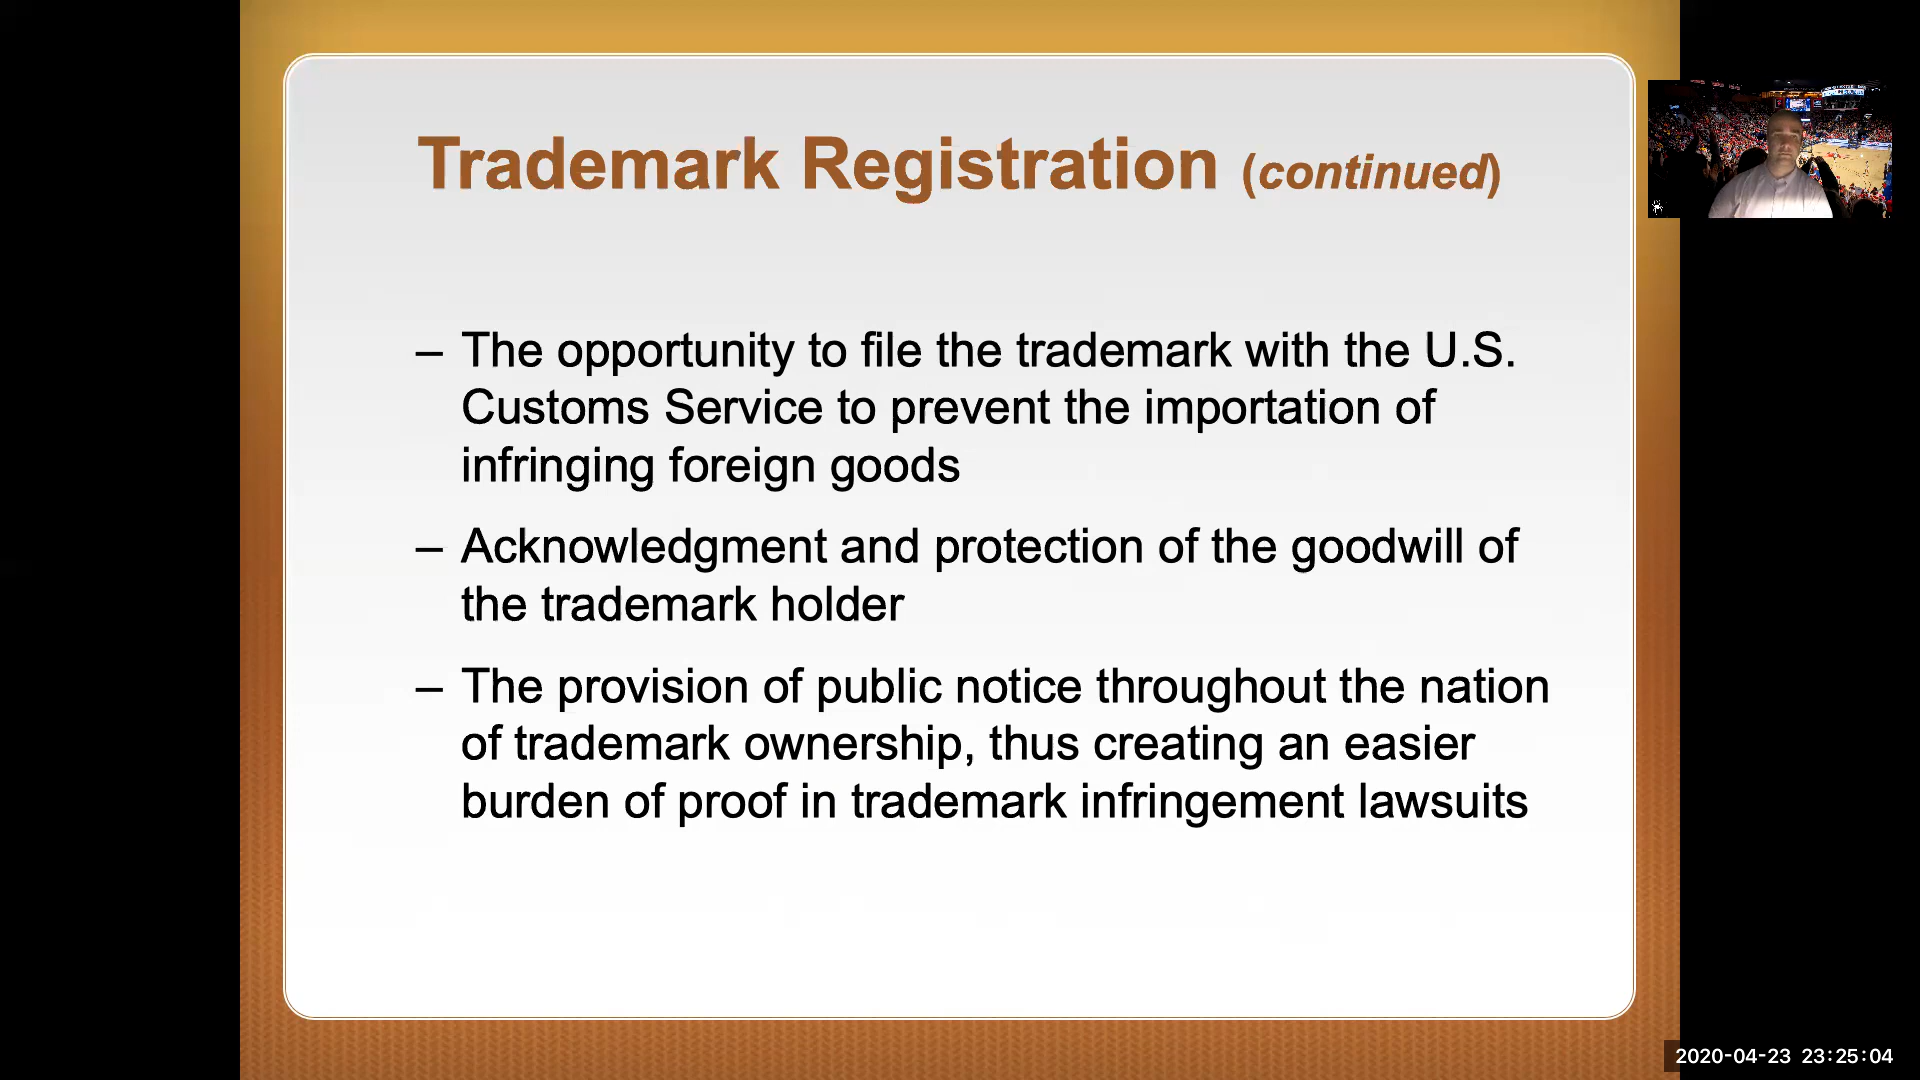 Trademark Registration (continued)
– The opportunity to file the trademark with the U.S.
Customs Service to prevent the importation of
infringing foreign goods
– Acknowledgment and protection of the goodwill of
the trademark holder
– The provision of public notice throughout the nation
of trademark ownership, thus creating an easier
burden of proof in trademark infringement lawsuits
2020-04-23 23:25:04